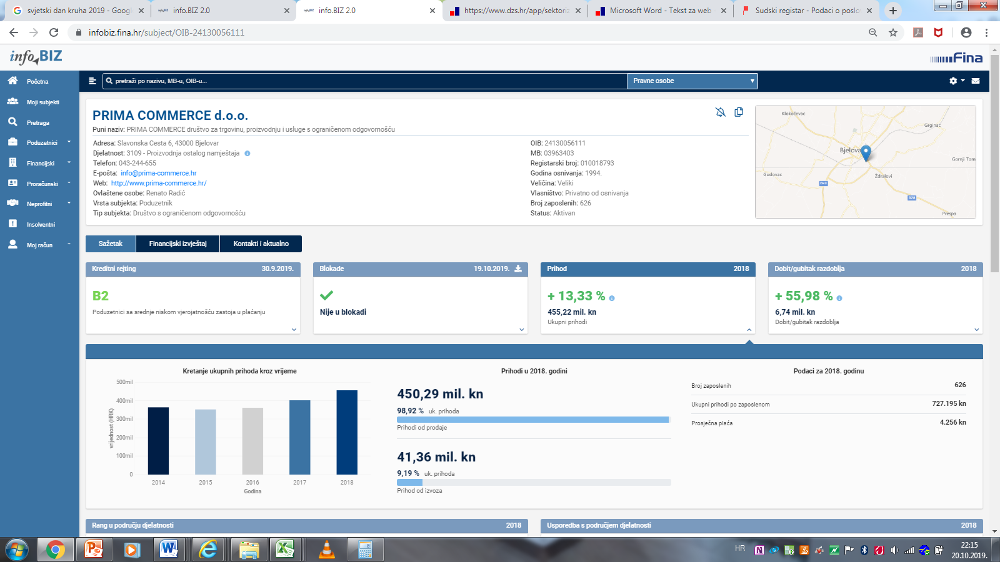 svjetski dan kruha 2019 - Googl
info.BIZ 2.0
info.BIZ 2.0
https://www.dzs.hr/app/sektoriz
Microsoft Word - Tekst za web -
Sudski registar - Podaci o poslo
infobiz.fina.hr/subject/OIB-24130056111
info.BIZ
Fina
Početna
Moji subjekti
Pretraga
Poduzetnici
Financijski
Proračunski
Neprofitni
Insolventni
Moj račun
pretraži po nazivu, MB-u, OIB-u...
Pravne osobe
PRIMA COMMERCE d.o.o.
Puni naziv: PRIMA COMMERCE društvo za trgovinu, proizvodnju i usluge s ograničenom odgovornošću
Adresa: Slavonska Cesta 6, 43000 Bjelovar
Djelatnost: 3109 - Proizvodnja ostalog namještaja
Telefon: 043-244-655
E-pošta: info@prima-commerce.hr
Web: http://www.prima-commerce.hr/
Ovlaštene osobe: Renato Radić
Vrsta subjekta: Poduzetnik
Tip subjekta: Društvo s ograničenom odgovornošću
OIB: 24130056111
MB: 03963403
Registarski broj: 010018793
Godina osnivanja: 1994.
Veličina: Veliki
Vlasništvo: Privatno od osnivanja
Broj zaposlenih: 626
Status: Aktivan
Klokočevac
Grginac
Bjelova
Gornji Tom
Gudovac
Ždralovi
D43
D28
Prespa
Sažetak
Financijski izvještaj
Kontakti i aktualno
Kreditni rejting 30.9.2019.
B2
Poduzetnici sa srednje niskom vjerojatnošću zastoja u plaćanju
Blokade 19.10.2019.
Nije u blokadi
Prihod 2018
+ 13,33 %
455,22 mil. kn
Ukupni prihodi
Dobit/gubitak razdoblja 2018
+ 55,98 %
6,74 mil. kn
Dobit/gubitak razdoblja
Kretanje ukupnih prihoda kroz vrijeme
500mil
400mil
300mil
200mil
100mil
0
vrijednost (HRK)
2014 2015 2016 2017 2018
Godina
Prihodi u 2018. godini
450,29 mil. kn
98,92 % uk. prihoda
Prihodi od prodaje
41,36 mil. kn
9,19 % uk. prihoda
Prihod od izvoza
Podaci za 2018. godinu
Broj zaposlenih 626
Ukupni prihodi po zaposlenom 727.195 kn
Prosječna plaća 4.256 kn
Rang u području djelatnosti 2018
Usporedba s područjem djelatnosti 2018
HR
22:15
20.10.2019.